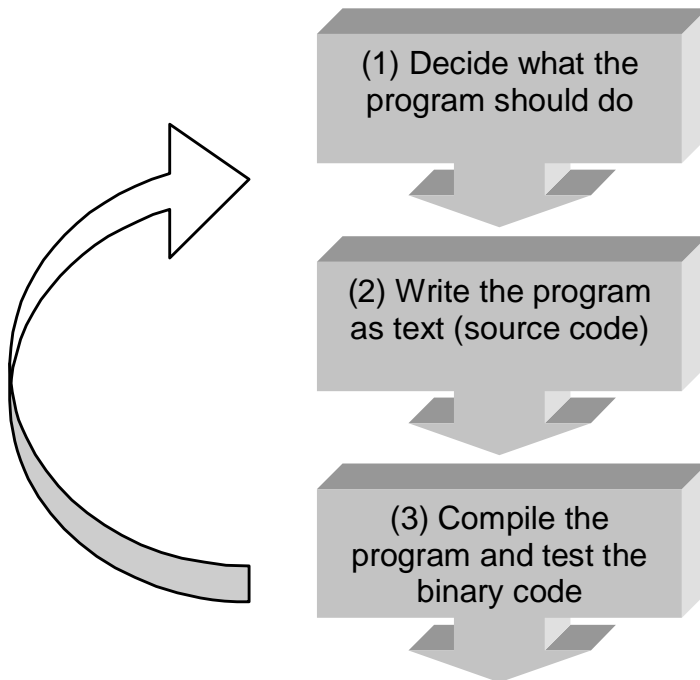 (1) Decide what the
program should do
(2) Write the program
as text (source code)
(3) Compile the
program and test the
binary code